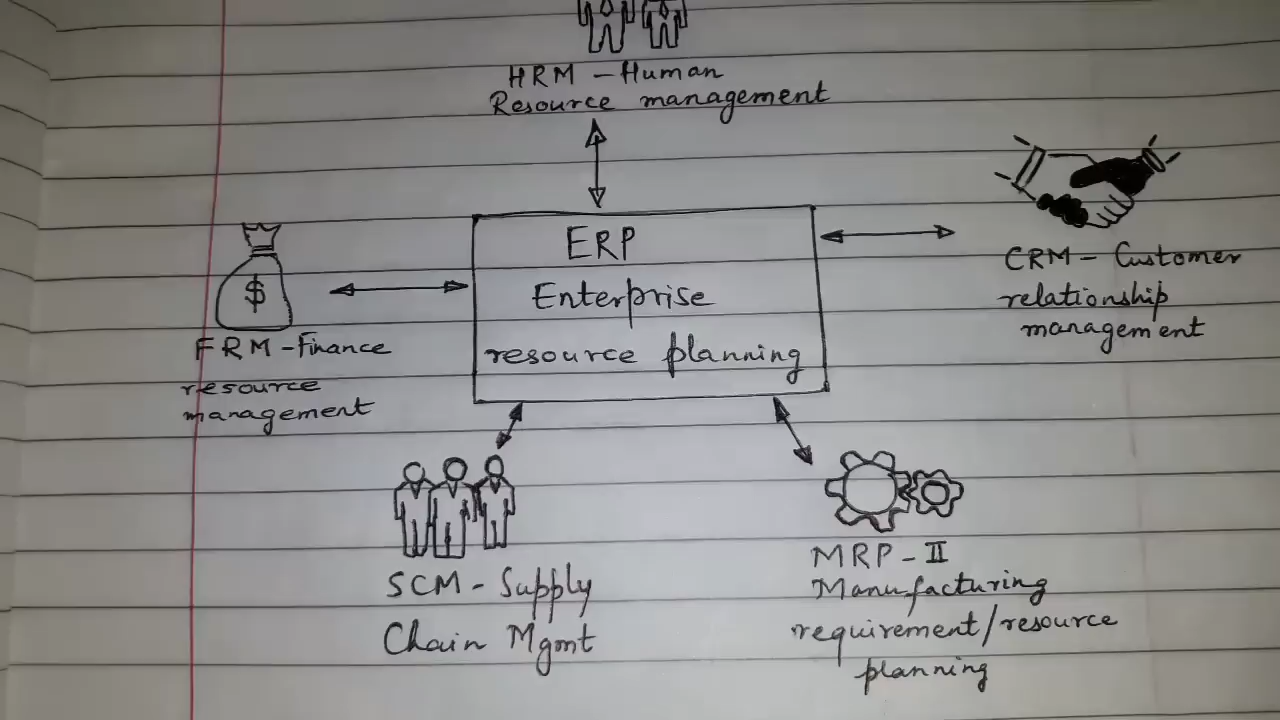 HRM - Human
Resource management
ERP
Enterprise
resource planning
CRM - Customer
relationship
management
$
FRM - Finance
resource
management
SCM - Supply
Chain Mgmt
MRP - II
Manufacturing
requirement/resource
planning